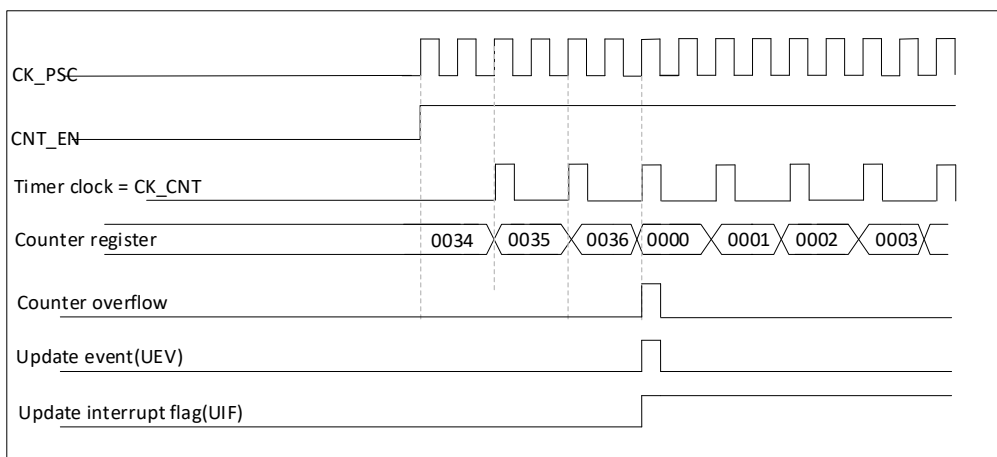 CK_PSC
CNT_EN
Timer clock = CK_CNT
Counter register 0034 0035 0036 0000 0001 0002 0003
Counter overflow
Update event(UEV)
Update interrupt flag(UIF)